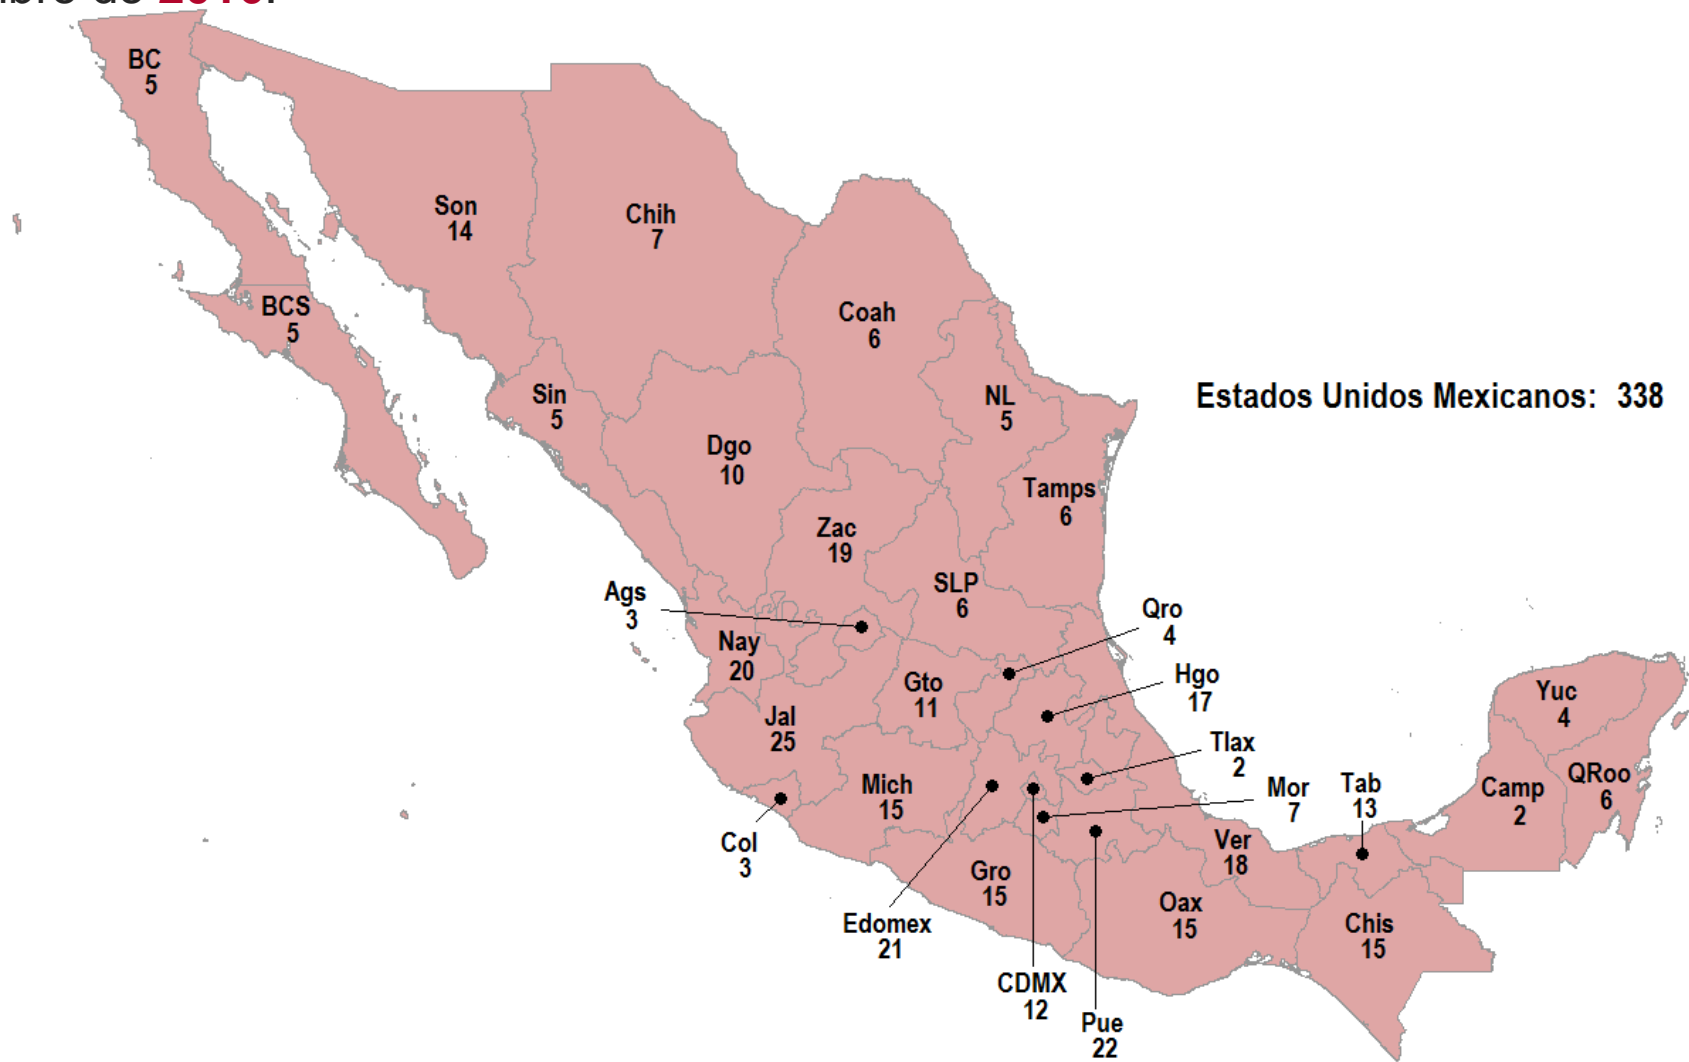 de
BC
5
Son
14
Chih
7
BCS
5
Coah
6
Sin
5
NL
5
Estados Unidos Mexicanos: 338
Dgo
10
Tamps
6
Zac
19
SLP
6
Ags
3
Qro
4
Nay
20
Gto
11
Hgo
17
Yuc
4
Jal
25
Tlax
2
Mich
15
Mor
7
Tab
13
Camp
2
QRoo
6
Col
3
Ver
18
Gro
15
Edomex
21
Oax
15
Chis
15
CDMX
12
Pue
22